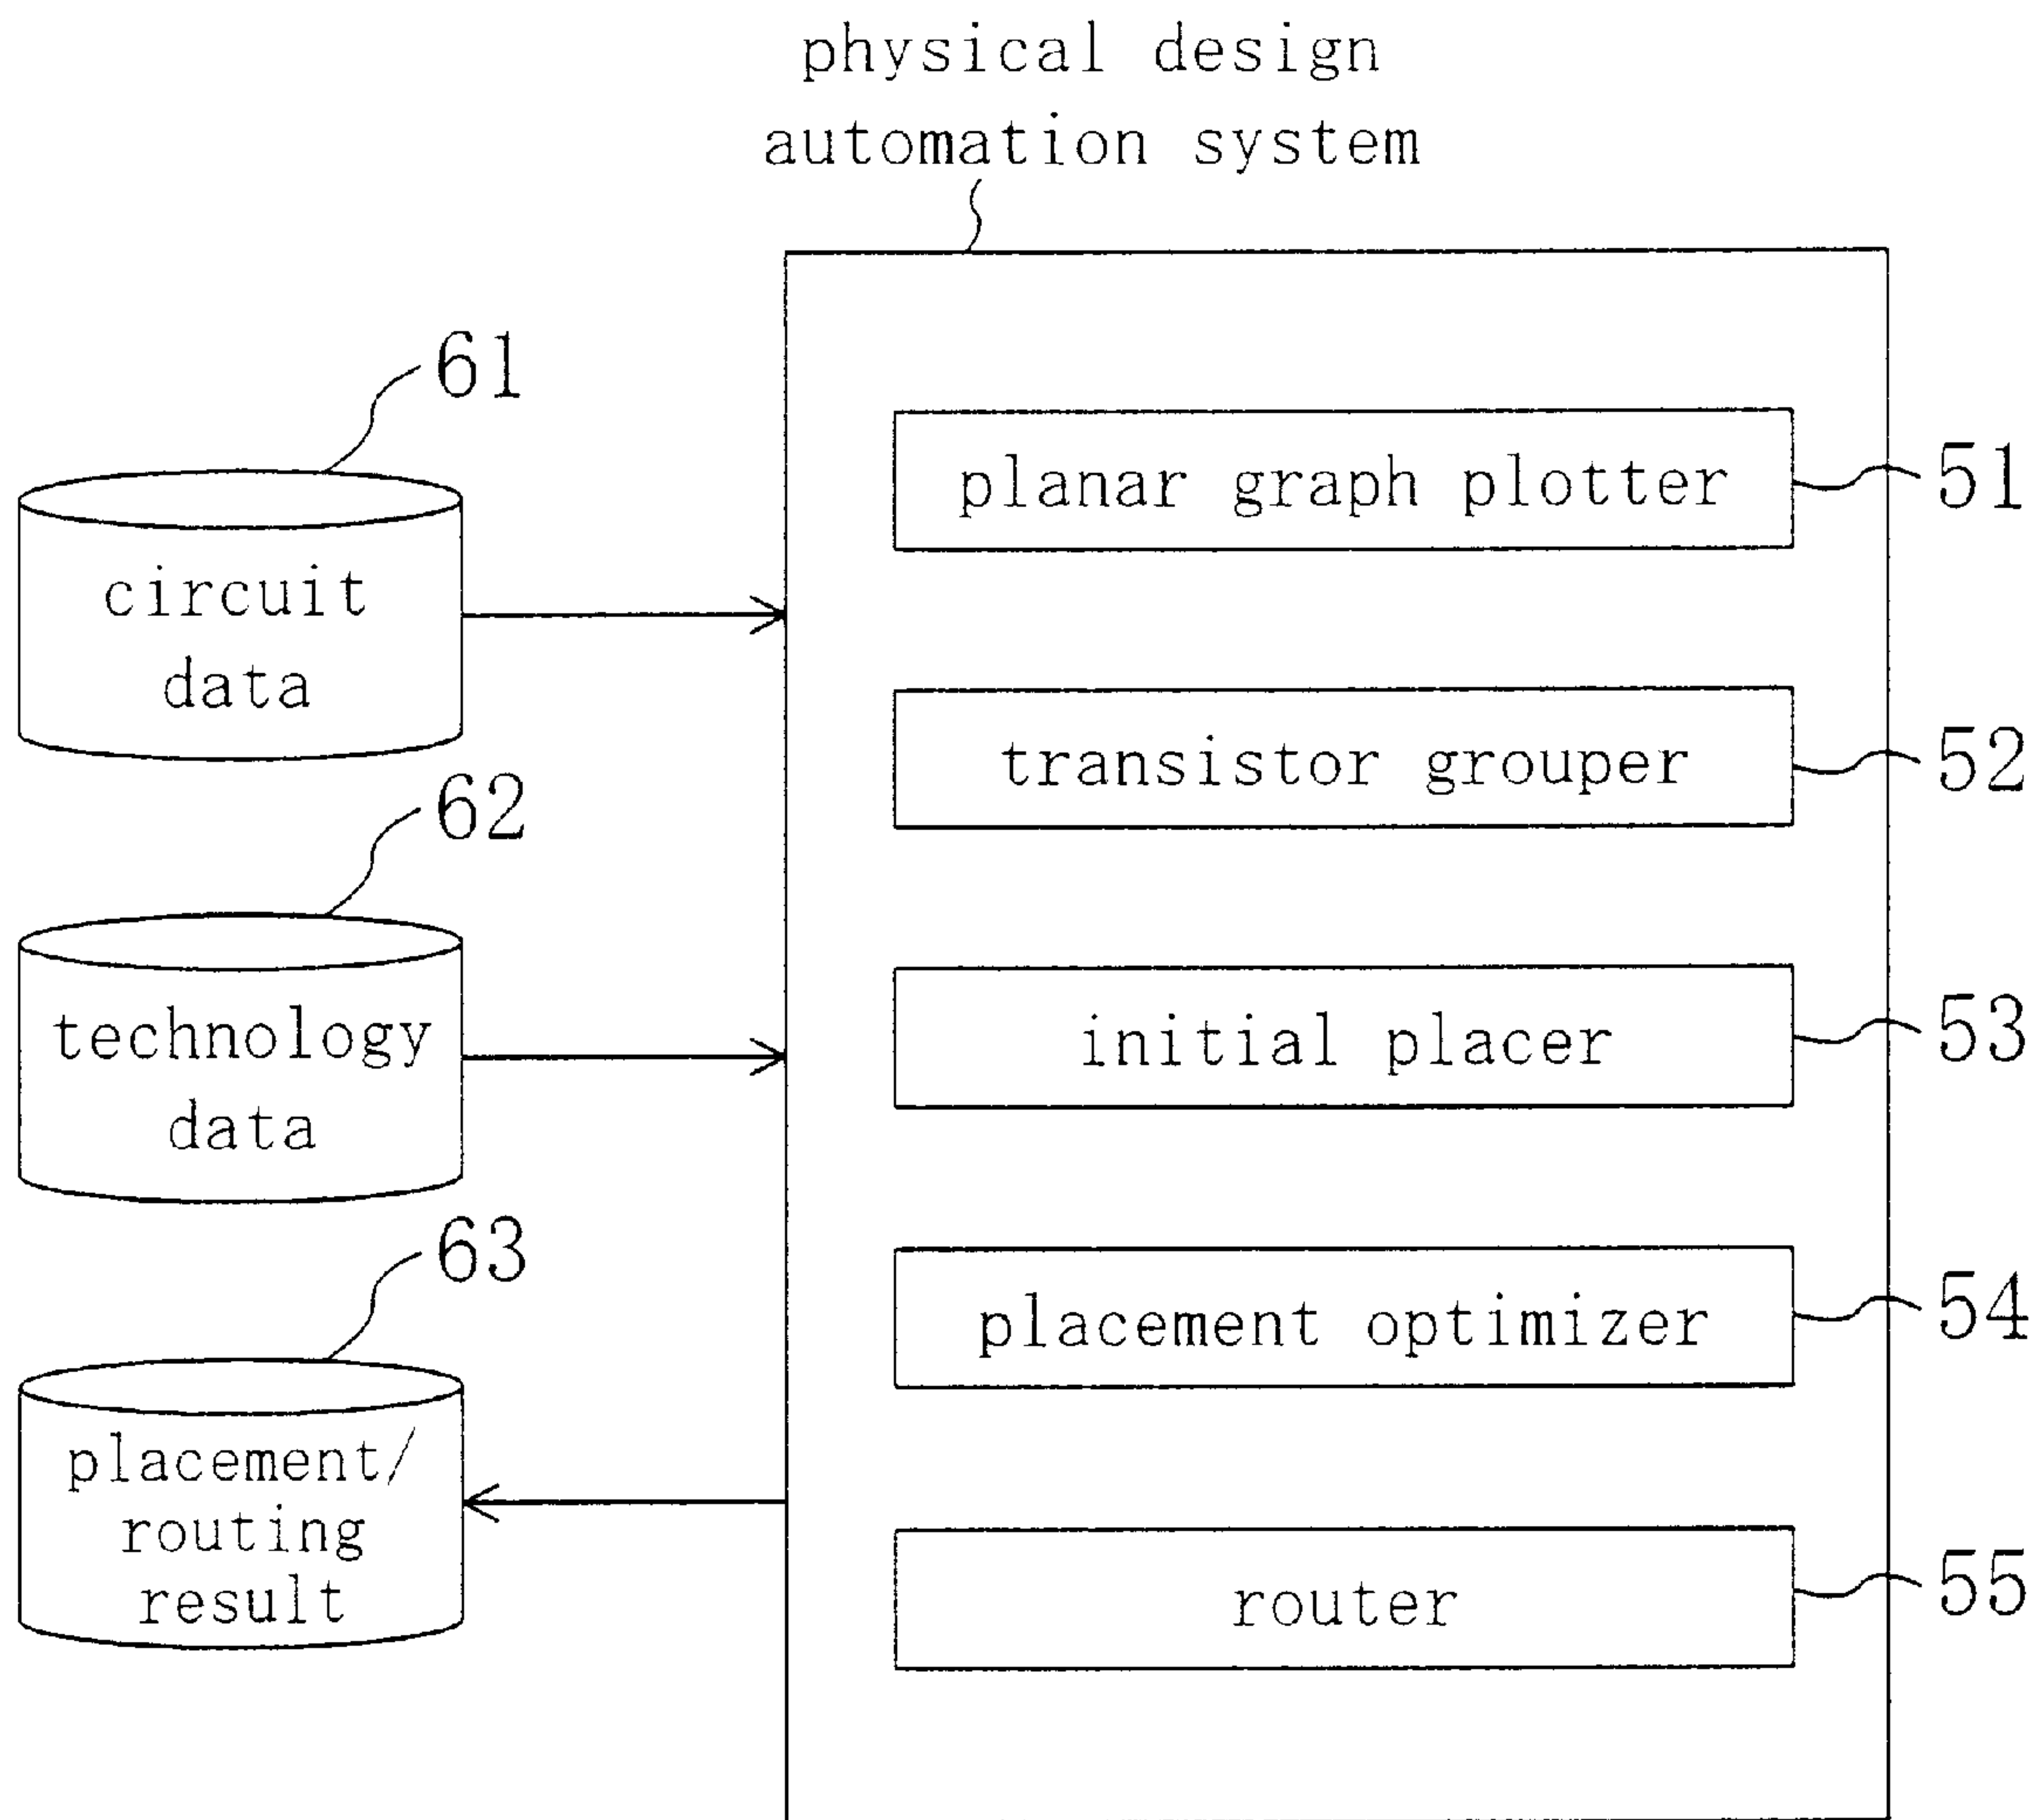 physical design
automation system
61
circuit
data
62
technology
data
63
placement/
routing
result
planar graph plotter
51
transistor grouper
52
initial placer
53
placement optimizer
54
router
55